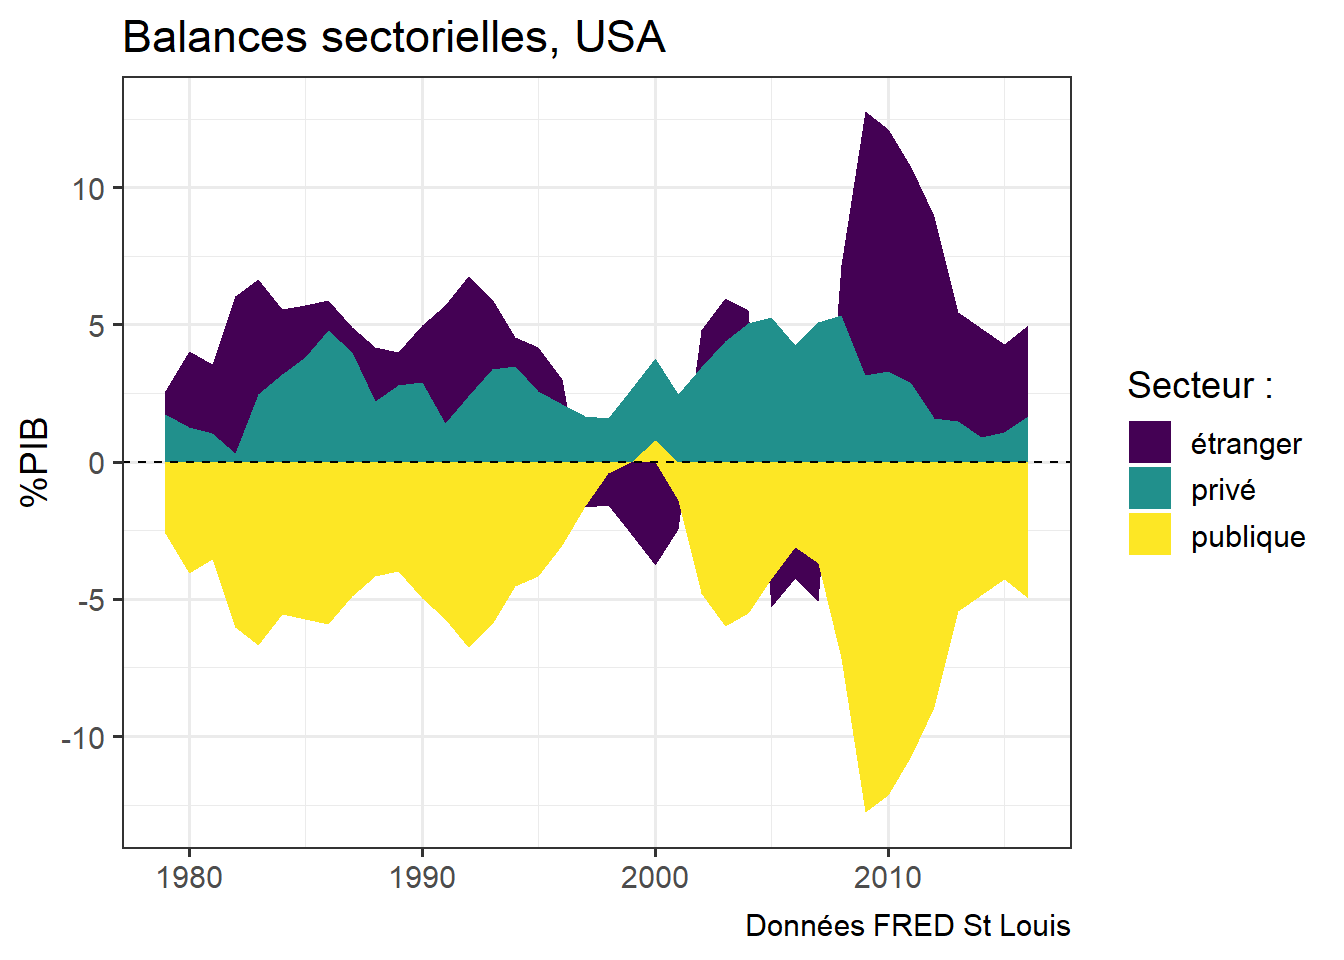 Balances sectorielles, USA
%PIB
10
5
0
-5
-10
1980 1990 2000 2010
Secteur :
étranger
privé
publique
Données FRED St Louis